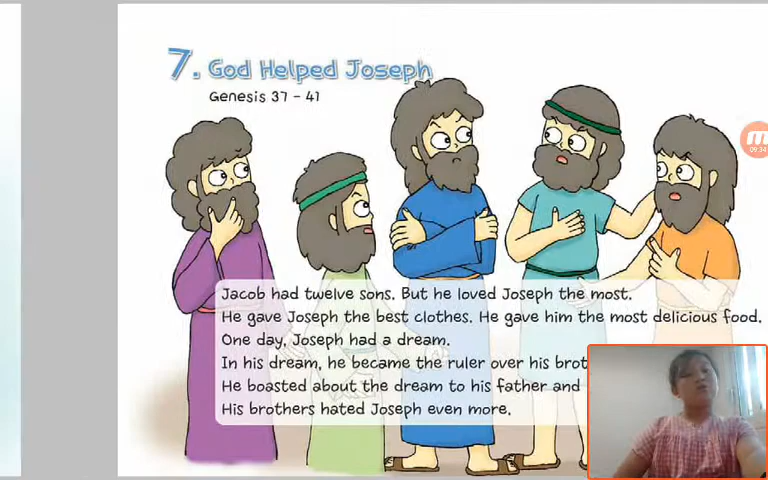 7. God Helped Joseph
Genesis 37 - 41
Jacob had twelve sons. But he loved Joseph the most.
He gave Joseph the best clothes. He gave him the most delicious food.
One day, Joseph had a dream.
In his dream, he became the ruler over his
He boasted about the dream to his father and
His brothers hated Joseph even more.
09:34